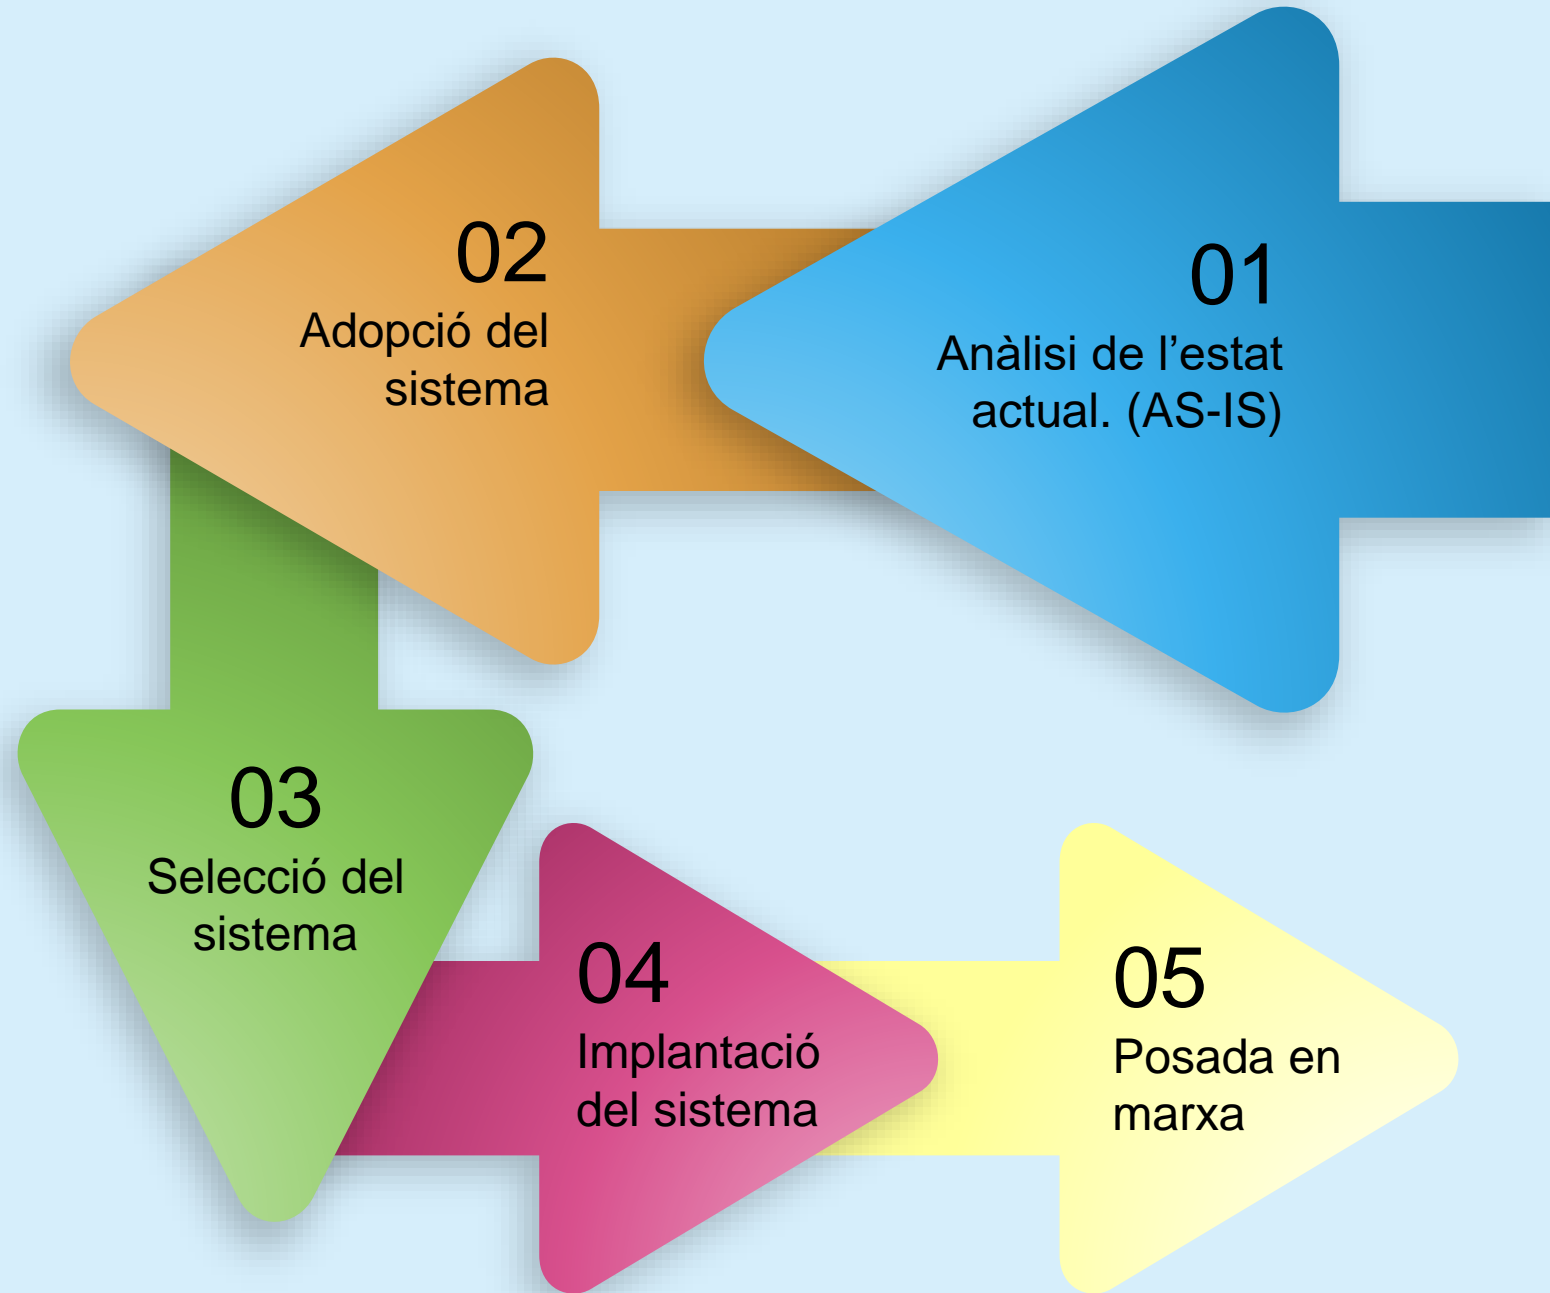 01
Anàlisi de l’estat
actual. (AS-IS)
02
Adopció del
sistema
03
Selecció del
sistema
04
Implantació
del sistema
05
Posada en
marxa